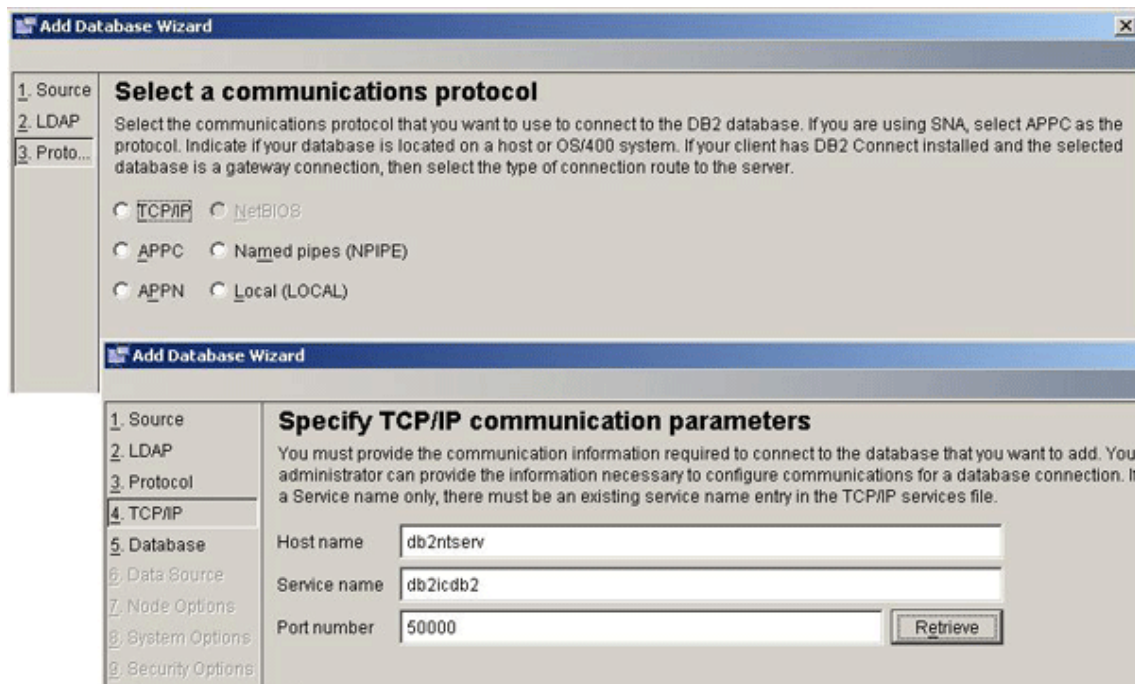 Add Database Wizard
1. Source
2. LDAP
3. Proto...
Select a communications protocol
Select the communications protocol that you want to use to connect to the DB2 database. If you are using SNA, select APPC as the
protocol. Indicate if your database is located on a host or OS/400 system. If your client has DB2 Connect installed and the selected
database is a gateway connection, then select the type of connection route to the server.
TCP/IP NetBIOS
APPC Named pipes (NPIPE)
APPN Local (LOCAL)
Add Database Wizard
1. Source
2. LDAP
3. Protocol
4. TCP/IP
5. Database
6. Data Source
7. Node Options
8. System Options
9. Security Options
Specify TCP/IP communication parameters
You must provide the communication information required to connect to the database that you want to add. You
administrator can provide the information necessary to configure communications for a database connection. I
a Service name only, there must be an existing service name entry in the TCP/IP services file.
Host name db2ntserv
Service name db2icdb2
Port number 50000 Retrieve